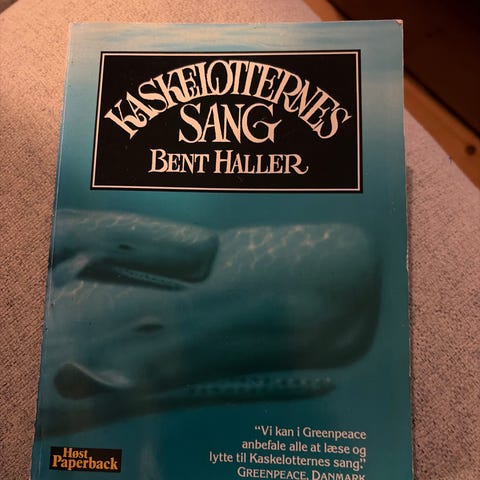 KASKELOTTERNES
SANG
BENT HALLER
"Vi kan i Greenpeace
anbefale alle at læse og
lytte til Kaskelotternes sang."
GREENPEACE, DANMARK
Høst
Paperback